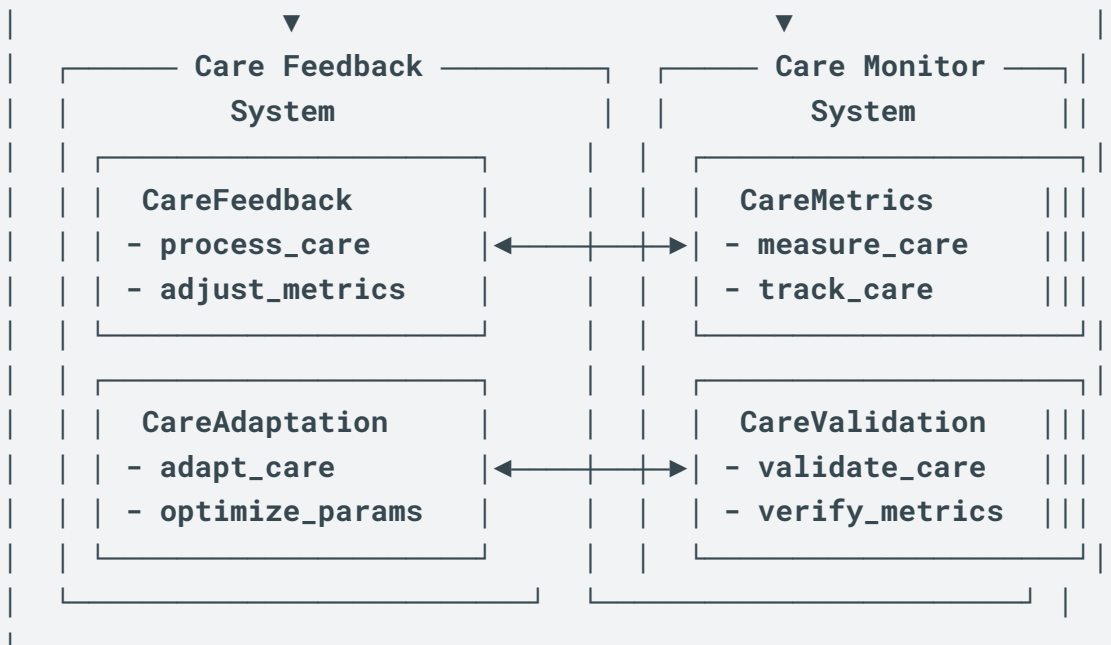 Care Feedback
System
CareFeedback
- process_care
- adjust_metrics
CareAdaptation
- adapt_care
- optimize_params
Care Monitor
System
CareMetrics
- measure_care
- track_care
CareValidation
- validate_care
- verify_metrics